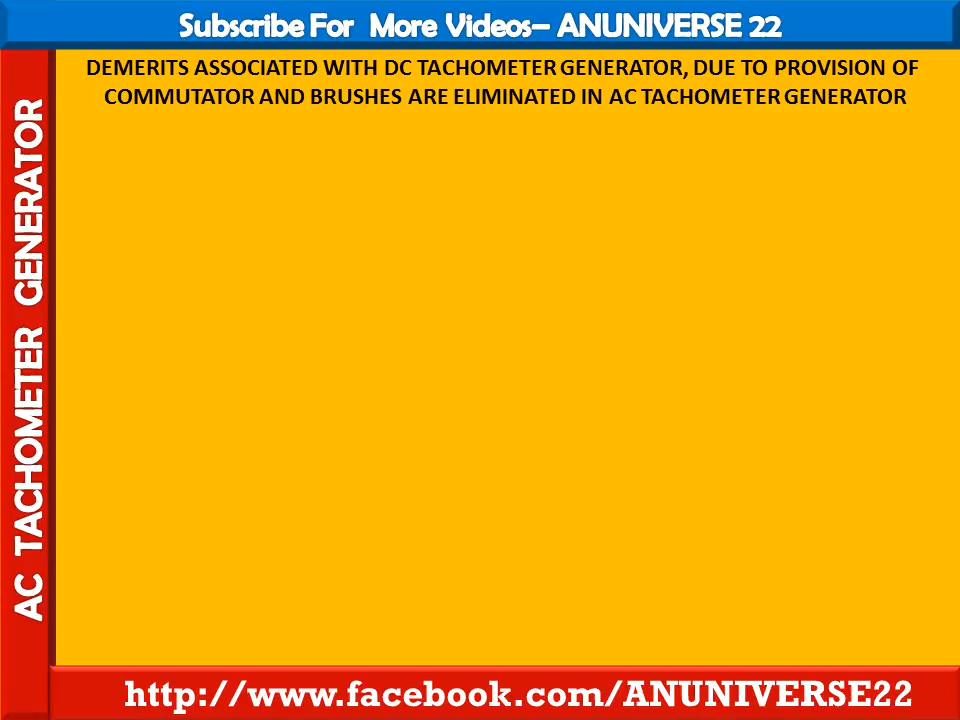 Subscribe For More Videos– ANUNIVERSE 22
DEMERITS ASSOCIATED WITH DC TACHOMETER GENERATOR, DUE TO PROVISION OF
COMMUTATOR AND BRUSHES ARE ELIMINATED IN AC TACHOMETER GENERATOR
AC TACHOMETER GENERATOR
http://www.facebook.com/ANUNIVERSE22